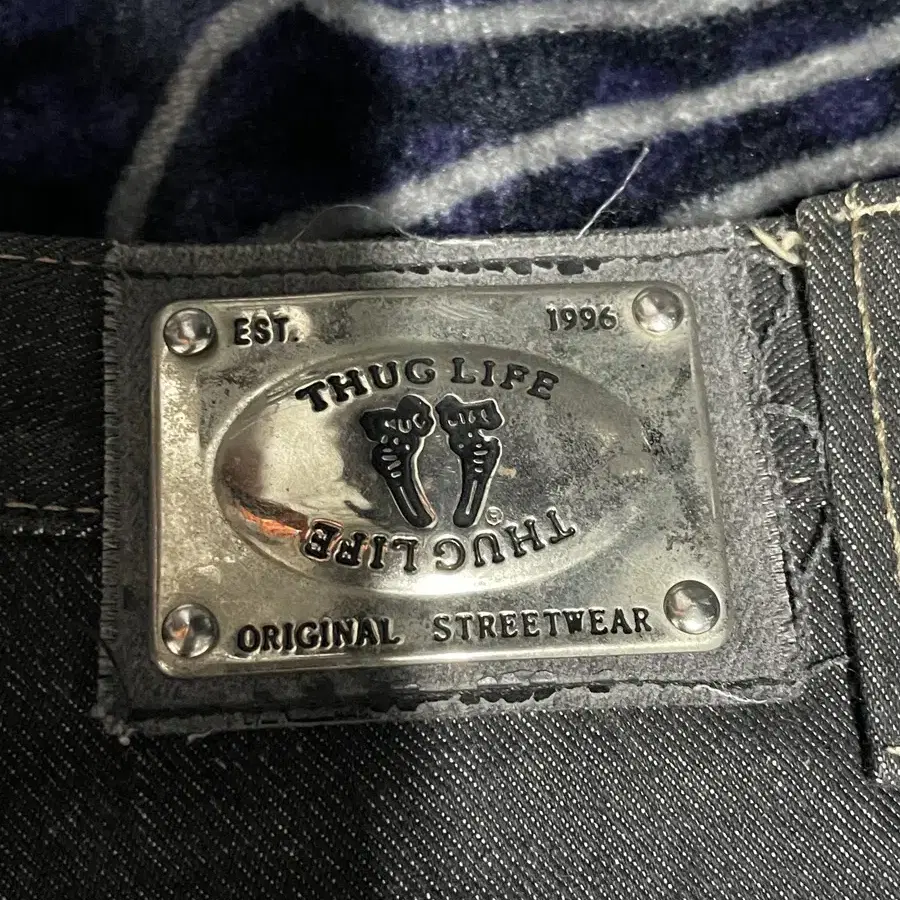 EST. 1996
THUG LIFE
THUG LIFE®
ORIGINAL STREETWEAR